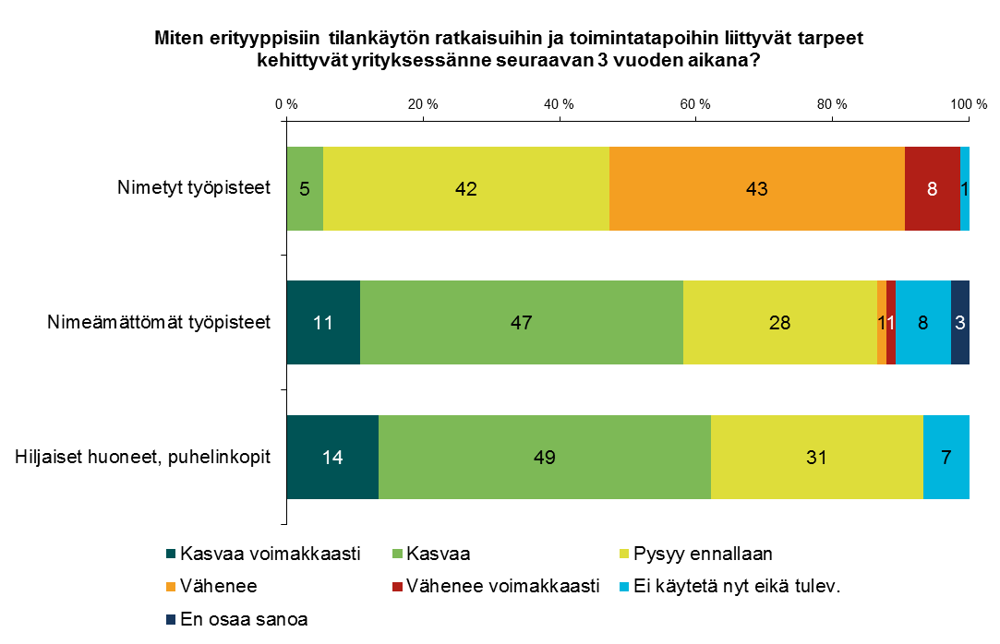 Miten erityyppisiin tilankäytön ratkaisuihin ja toimintatapoihin liittyvät tarpeet
kehittyvät yrityksessänne seuraavan 3 vuoden aikana?
0 % 20 % 40 % 60 % 80 % 100 %
Nimetyt työpisteet 5 42 43 8 1
Nimeämättömät työpisteet 11 47 28 1 1 8 3
Hiljaiset huoneet, puhelinkopit 14 49 31 7
Kasvaa voimakkaasti Kasvaa Pysyy ennallaan
Vähenee Vähenee voimakkaasti Ei käytetä nyt eikä tulev.
En osaa sanoa